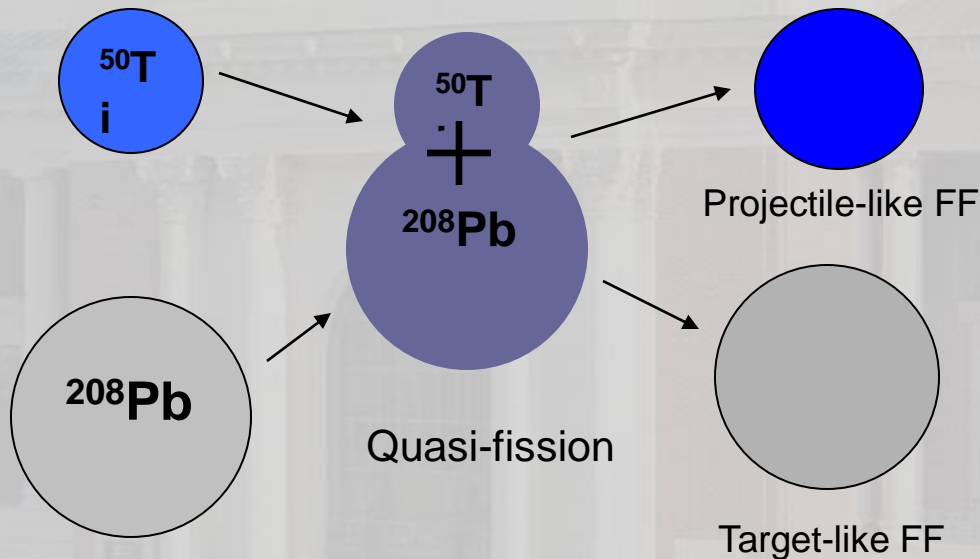 50T
i
50T
208Pb
208Pb
Quasi-fission
Projectile-like FF
Target-like FF